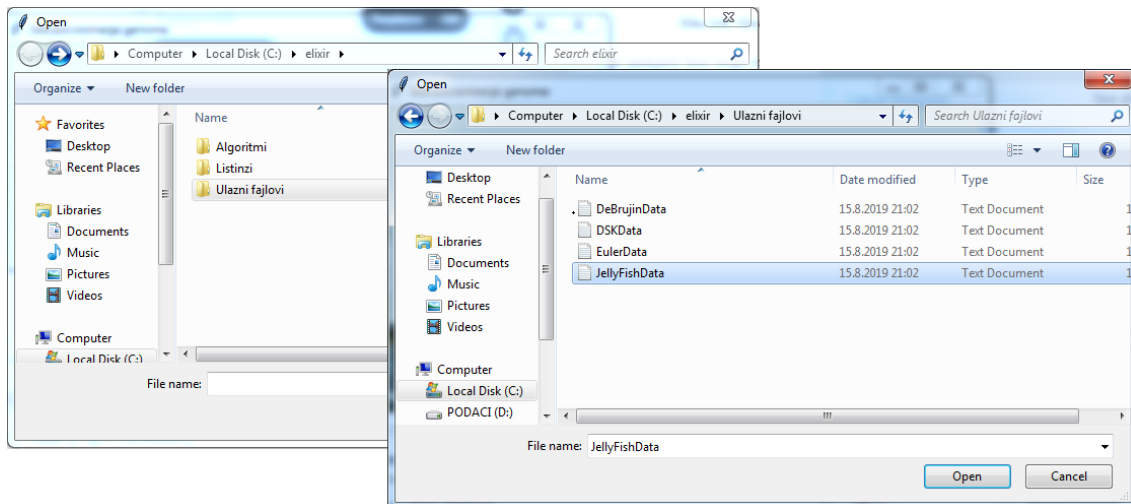 Open
Computer ▸ Local Disk (C:) ▸ elixir ▸
Search elixir
Organize New folder
Favorites
Desktop
Recent Places
Libraries
Documents
Music
Pictures
Videos
Computer
Local Disk (C:)
Name
Algoritmi
Listinzi
Ulazni fajlovi
File name:
Open
Computer ▸ Local Disk (C:) ▸ elixir ▸ Ulazni fajlovi
Search Ulazni fajlovi
Organize New folder
Desktop
Recent Places
Libraries
Documents
Music
Pictures
Videos
Computer
Local Disk (C:)
PODACI (D:)
Name Date modified Type Size
DeBrujinData 15.8.2019 21:02 Text Document 1
DSKData 15.8.2019 21:02 Text Document 1
EulerData 15.8.2019 21:02 Text Document 1
JellyFishData 15.8.2019 21:02 Text Document 1
File name: JellyFishData
Open Cancel